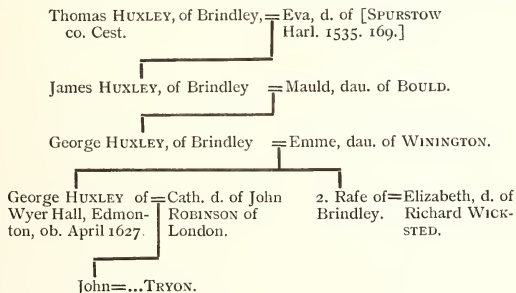 Thomas HUXLEY, of Brindley,=Eva, d. of [SPURSTOW
co. Cest. Harl. 1535. 169.]
James HUXLEY, of Brindley =Mauld, dau. of BOULD.
George HUXLEY, of Brindley =Emme, dau. of WININGTON.
George HUXLEY of=Cath. d. of John 2. Rafe of=Elizabeth, d. of
Wyer Hall, Edmon- ROBINSON of Brindley. Richard WICK-
ton, ob. April 1627. London. STED.
John=...TRYON.